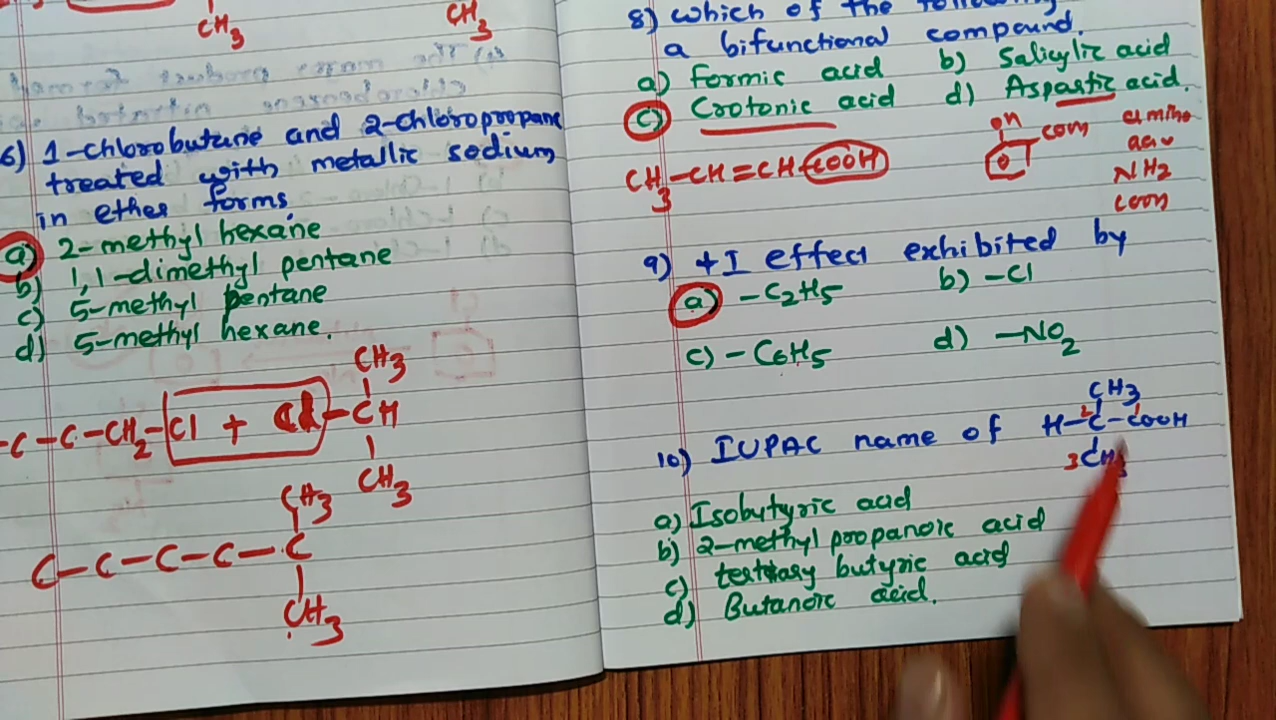 CH3
CH3
6) 1-chlorobutane and 2-chloropropane
treated with metallic sodium
in ether forms
a) 2-methyl hexane
b) 1,1-dimethyl pentane
c) 5-methyl pentane
d) 5-methyl hexane.
CH3
-C-C-CH2-Cl + Cl-CH
CH3
CH3
C-C-C-C-C
CH3
8) which of the following
a bifunctional compound.
a) Formic acid b) Salicylic acid
c) Crotonic acid d) Aspastic acid.
CH3-CH=CH-COOH
OH
COOH
amino
NH2
COOH
9) +I effect exhibited by
a) -C2H5 b) -Cl
c) -C6H5 d) -NO2
CH3
10) IUPAC name of H-2C-1COOH
3CH3
a) Isobutyric acid
b) 2-methyl propanoic acid
c) tertiary butyric acid
d) Butanoic acid.